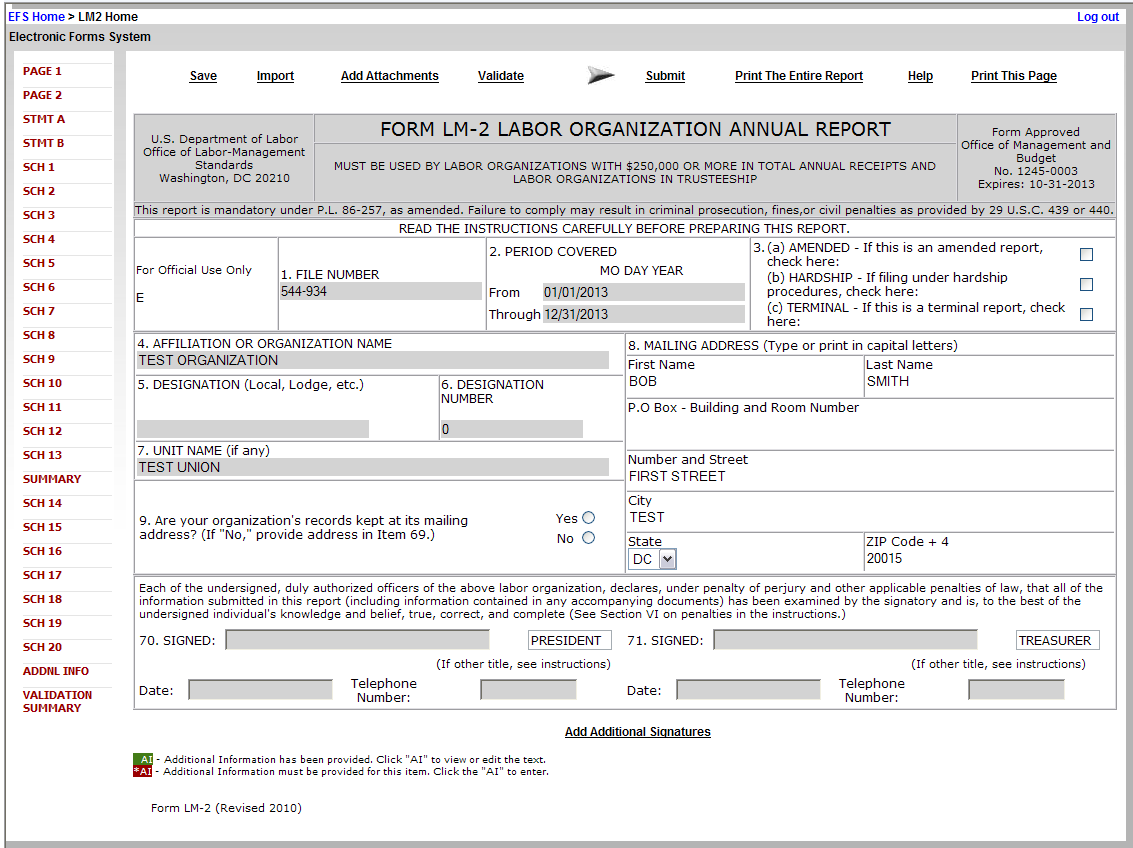 EFS Home > LM2 Home
Log out
Electronic Forms System
PAGE 1
PAGE 2
STMT A
STMT B
SCH 1
SCH 2
SCH 3
SCH 4
SCH 5
SCH 6
SCH 7
SCH 8
SCH 9
SCH 10
SCH 11
SCH 12
SCH 13
SUMMARY
SCH 14
SCH 15
SCH 16
SCH 17
SCH 18
SCH 19
SCH 20
ADDNL INFO
VALIDATION
SUMMARY
Save Import Add Attachments Validate Submit Print The Entire Report Help Print This Page
U.S. Department of Labor
Office of Labor-Management
Standards
Washington, DC 20210
FORM LM-2 LABOR ORGANIZATION ANNUAL REPORT
MUST BE USED BY LABOR ORGANIZATIONS WITH $250,000 OR MORE IN TOTAL ANNUAL RECEIPTS AND
LABOR ORGANIZATIONS IN TRUSTEESHIP
Form Approved
Office of Management and
Budget
No. 1245-0003
Expires: 10-31-2013
This report is mandatory under P.L. 86-257, as amended. Failure to comply may result in criminal prosecution, fines,or civil penalties as provided by 29 U.S.C. 439 or 440.
READ THE INSTRUCTIONS CAREFULLY BEFORE PREPARING THIS REPORT.
For Official Use Only
E
1. FILE NUMBER
544-934
2. PERIOD COVERED
MO DAY YEAR
From 01/01/2013
Through 12/31/2013
3. (a) AMENDED - If this is an amended report,
check here:
(b) HARDSHIP - If filing under hardship
procedures, check here:
(c) TERMINAL - If this is a terminal report, check
here:
4. AFFILIATION OR ORGANIZATION NAME
TEST ORGANIZATION
5. DESIGNATION (Local, Lodge, etc.)
6. DESIGNATION
NUMBER
0
7. UNIT NAME (if any)
TEST UNION
8. MAILING ADDRESS (Type or print in capital letters)
First Name
BOB
Last Name
SMITH
P.O Box - Building and Room Number
Number and Street
FIRST STREET
City
TEST
State
DC
ZIP Code + 4
20015
9. Are your organization's records kept at its mailing
address? (If "No," provide address in Item 69.)
Yes
No
Each of the undersigned, duly authorized officers of the above labor organization, declares, under penalty of perjury and other applicable penalties of law, that all of the
information submitted in this report (including information contained in any accompanying documents) has been examined by the signatory and is, to the best of the
undersigned individual's knowledge and belief, true, correct, and complete (See Section VI on penalties in the instructions.)
70. SIGNED: PRESIDENT
(If other title, see instructions)
Date: Telephone
Number:
71. SIGNED: TREASURER
(If other title, see instructions)
Date: Telephone
Number:
Add Additional Signatures
AI - Additional Information has been provided. Click "AI" to view or edit the text.
*AI - Additional Information must be provided for this item. Click the "AI" to enter.
Form LM-2 (Revised 2010)